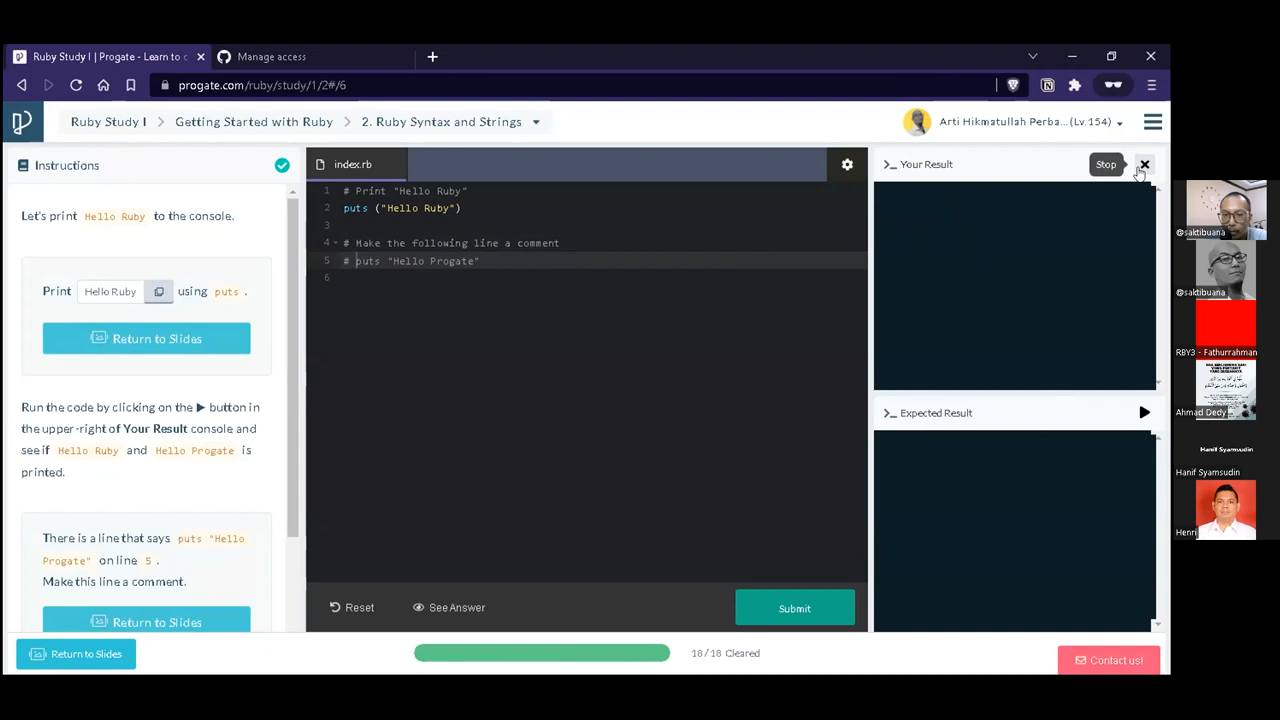 Ruby Study I | Progate - Learn to c
Manage access
progate.com/ruby/study/1/2#/6
Ruby Study I
Getting Started with Ruby
2. Ruby Syntax and Strings
Arti Hikmatullah Perba...(Lv.154)
Instructions
Let's print Hello Ruby to the console.
Print Hello Ruby using puts .
Return to Slides
Run the code by clicking on the ▶ button in
the upper-right of Your Result console and
see if Hello Ruby and Hello Progate is
printed.
There is a line that says puts "Hello
Progate" on line 5 .
Make this line a comment.
Return to Slides
index.rb
1 # Print "Hello Ruby"
2 puts ("Hello Ruby")
3
4 # Make the following line a comment
5 # puts "Hello Progate"
6
Reset
See Answer
Submit
>_ Your Result
Stop
>_ Expected Result
Return to Slides
18/18 Cleared
Contact us!
@saktibuana
@saktibuana
RBY3 - Fathurrahman
Ahmad Dedy
Hanif Syamsudin
Hanif Syamsudin
Henri